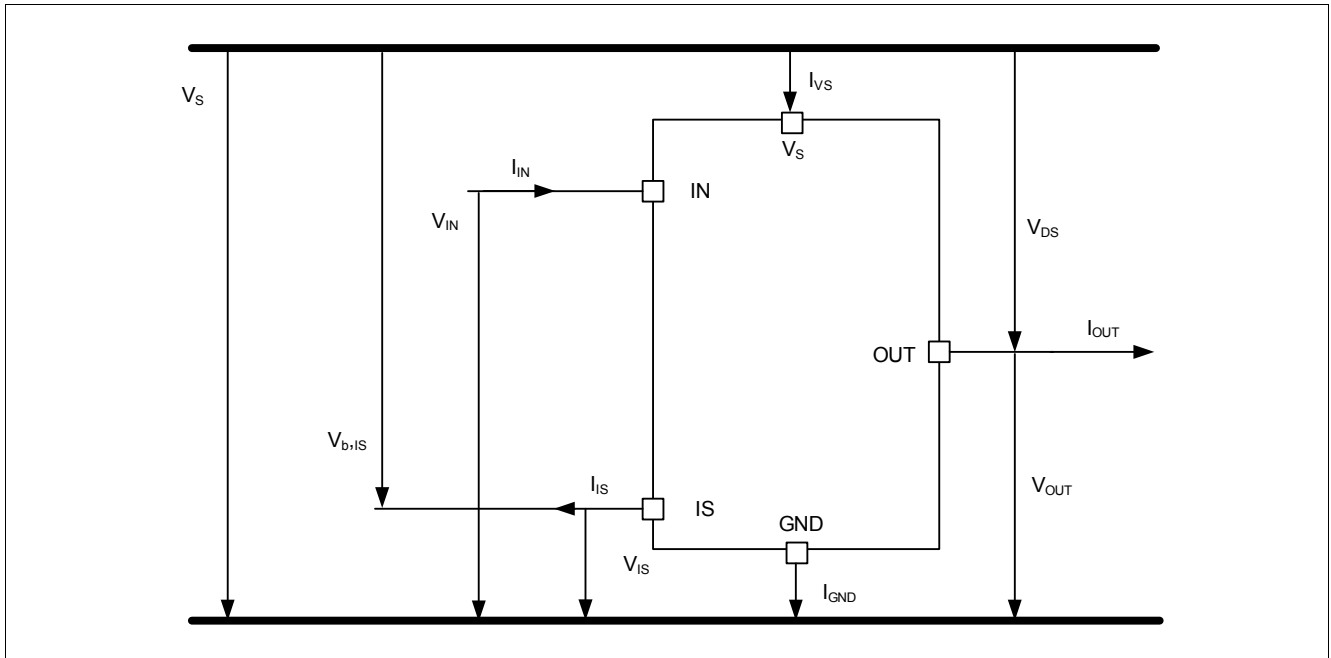 V_S
I_VS
V_S
I_IN
IN
V_IN
V_DS
I_OUT
OUT
V_b,IS
I_IS
V_OUT
IS
GND
V_IS
I_GND